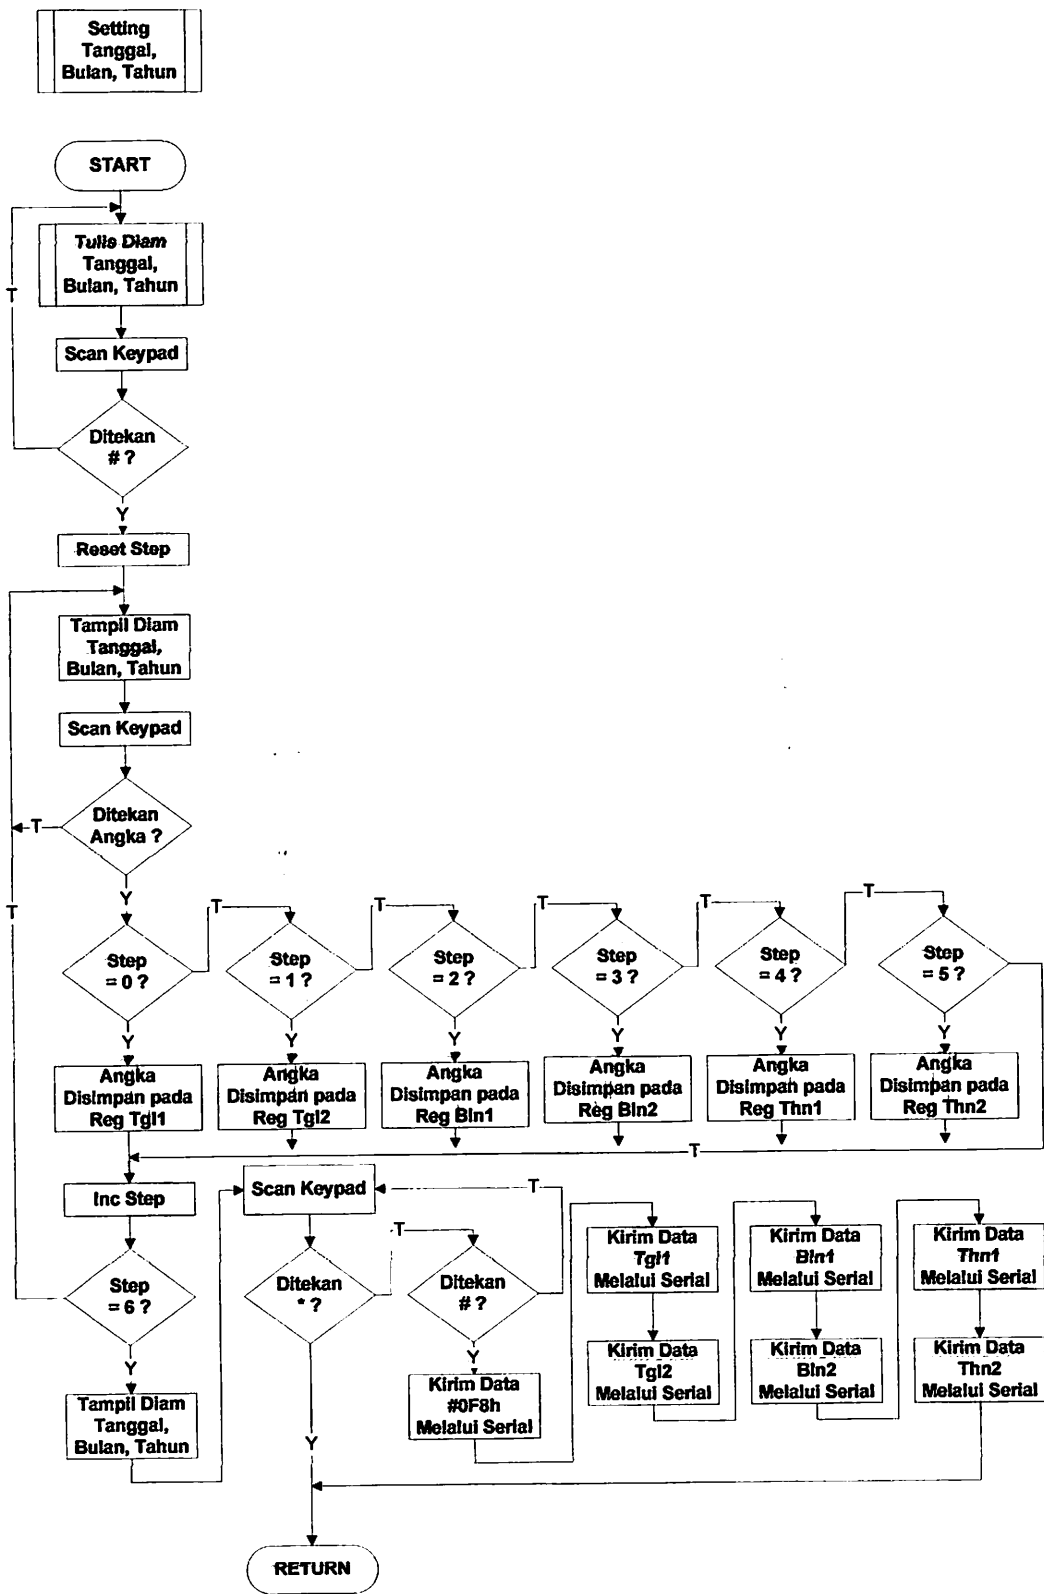 Setting
Tanggal,
Bulan, Tahun
START
Tulis Diam
Tanggal,
Bulan, Tahun
T
Scan Keypad
Ditekan
# ?
Y
Reset Step
Tampil Diam
Tanggal,
Bulan, Tahun
Scan Keypad
Ditekan
Angka ?
T
Y
T
T
T
T
T
T
Step
= 0 ?
Step
= 1 ?
Step
= 2 ?
Step
= 3 ?
Step
= 4 ?
Step
= 5 ?
Y
Y
Y
Y
Y
Y
Angka
Disimpan pada
Reg Tgl1
Angka
Disimpan pada
Reg Tgl2
Angka
Disimpan pada
Reg Bln1
Angka
Disimpan pada
Reg Bln2
Angka
Disimpan pada
Reg Thn1
Angka
Disimpan pada
Reg Thn2
T
Inc Step
Scan Keypad
T
T
Step
= 6 ?
Ditekan
* ?
Ditekan
# ?
Kirim Data
Tgl1
Melalui Serial
Kirim Data
Bln1
Melalui Serial
Kirim Data
Thn1
Melalui Serial
Y
Y
Tampil Diam
Tanggal,
Bulan, Tahun
Kirim Data
#0F8h
Melalui Serial
Kirim Data
Tgl2
Melalui Serial
Kirim Data
Bln2
Melalui Serial
Kirim Data
Thn2
Melalui Serial
Y
RETURN